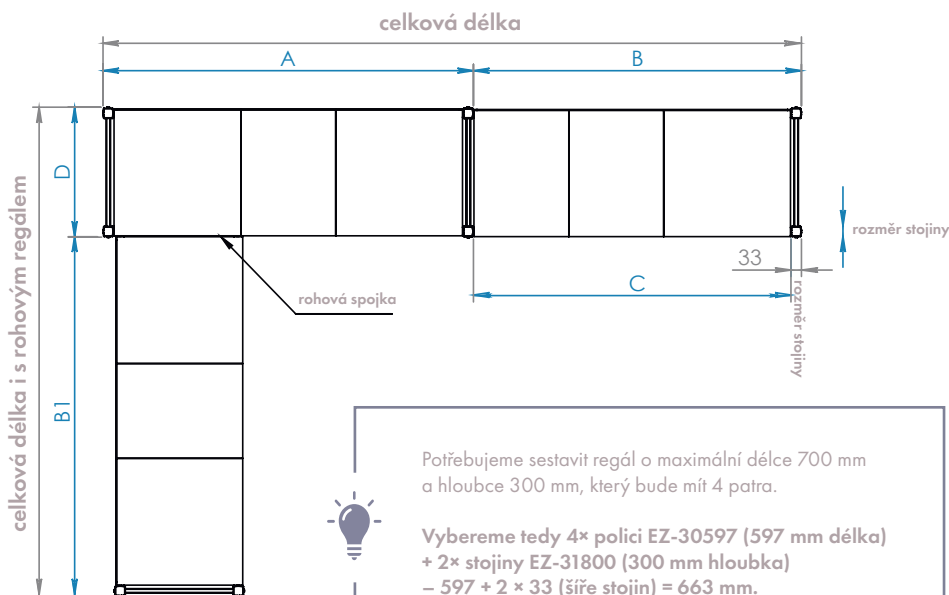 celková délka
A
B
D
celková délka i s rohovým regálem
rozměr stojiny
33
C
rozměr stojiny
rohová spojka
B1
Potřebujeme sestavit regál o maximální délce 700 mm
a hloubce 300 mm, který bude mít 4 patra.
Vybereme tedy 4× polici EZ-30597 (597 mm délka)
+ 2× stojiny EZ-31800 (300 mm hloubka)
– 597 + 2 × 33 (šíře stojin) = 663 mm.